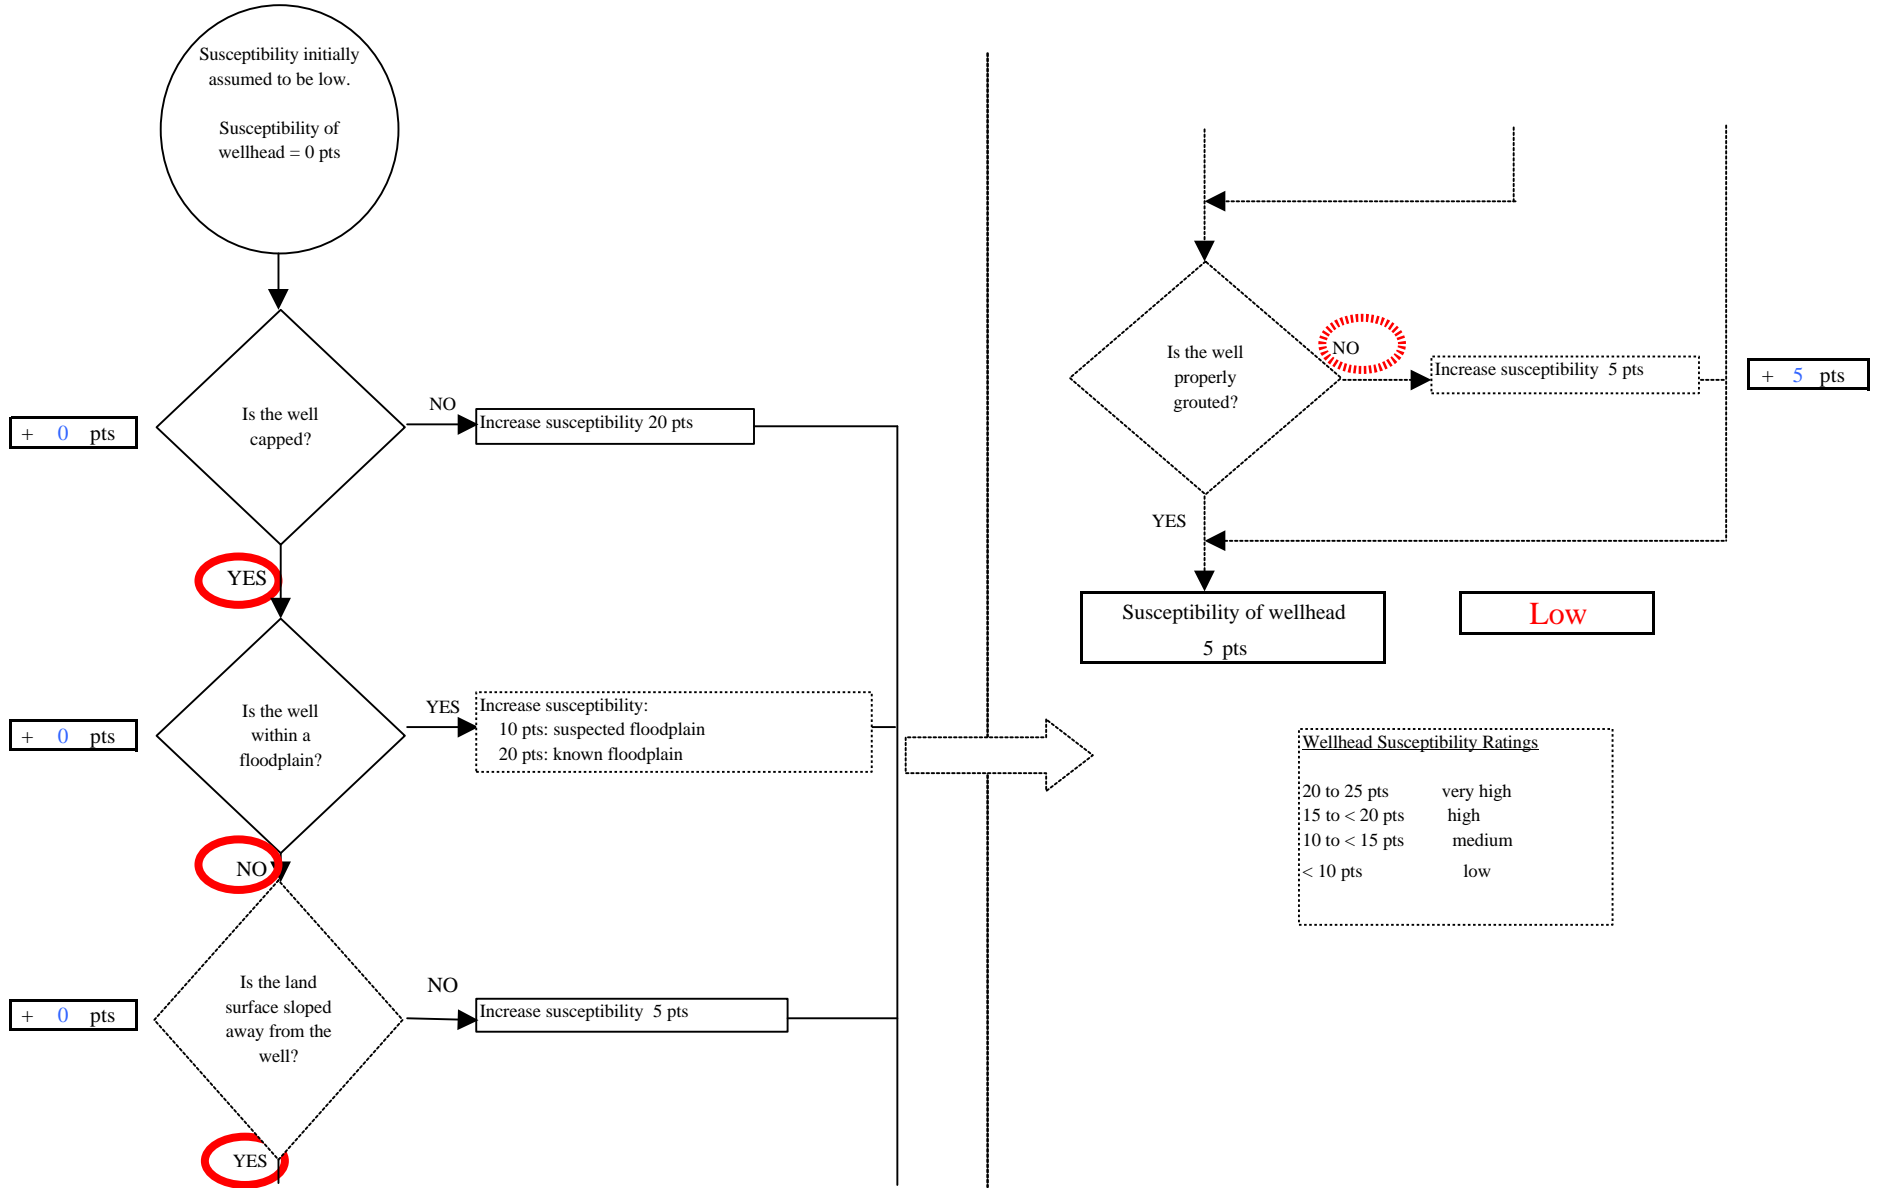 Susceptibility initially
assumed to be low.
Susceptibility of
wellhead = 0 pts
Is the well
capped?
NO
Increase susceptibility 20 pts
+ 0 pts
YES
Is the well
within a
floodplain?
YES
Increase susceptibility:
10 pts: suspected floodplain
20 pts: known floodplain
+ 0 pts
NO
Is the land
surface sloped
away from the
well?
NO
Increase susceptibility 5 pts
+ 0 pts
YES
Is the well
properly
grouted?
NO
Increase susceptibility 5 pts
+ 5 pts
YES
Susceptibility of wellhead
5 pts
Low
Wellhead Susceptibility Ratings
20 to 25 pts very high
15 to < 20 pts high
10 to < 15 pts medium
< 10 pts low